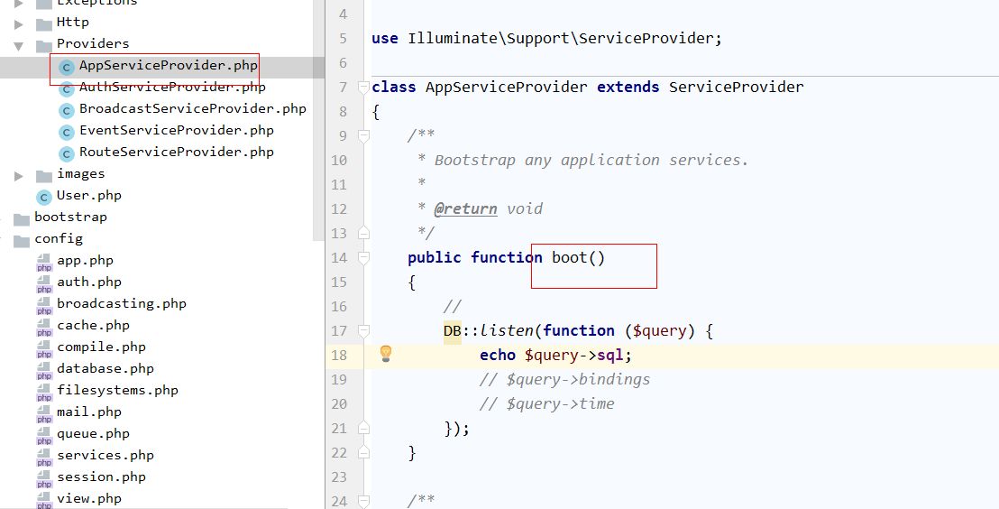 Exceptions
Http
Providers
AppServiceProvider.php
AuthServiceProvider.php
BroadcastServiceProvider.php
EventServiceProvider.php
RouteServiceProvider.php
images
User.php
bootstrap
config
app.php
auth.php
broadcasting.php
cache.php
compile.php
database.php
filesystems.php
mail.php
queue.php
services.php
session.php
view.php
4
5 use Illuminate\Support\ServiceProvider;
6
7 class AppServiceProvider extends ServiceProvider
8 {
9 /**
10 * Bootstrap any application services.
11 *
12 * @return void
13 */
14 public function boot()
15 {
16 //
17 DB::listen(function ($query) {
18 echo $query->sql;
19 // $query->bindings
20 // $query->time
21 });
22 }
23
24 /**